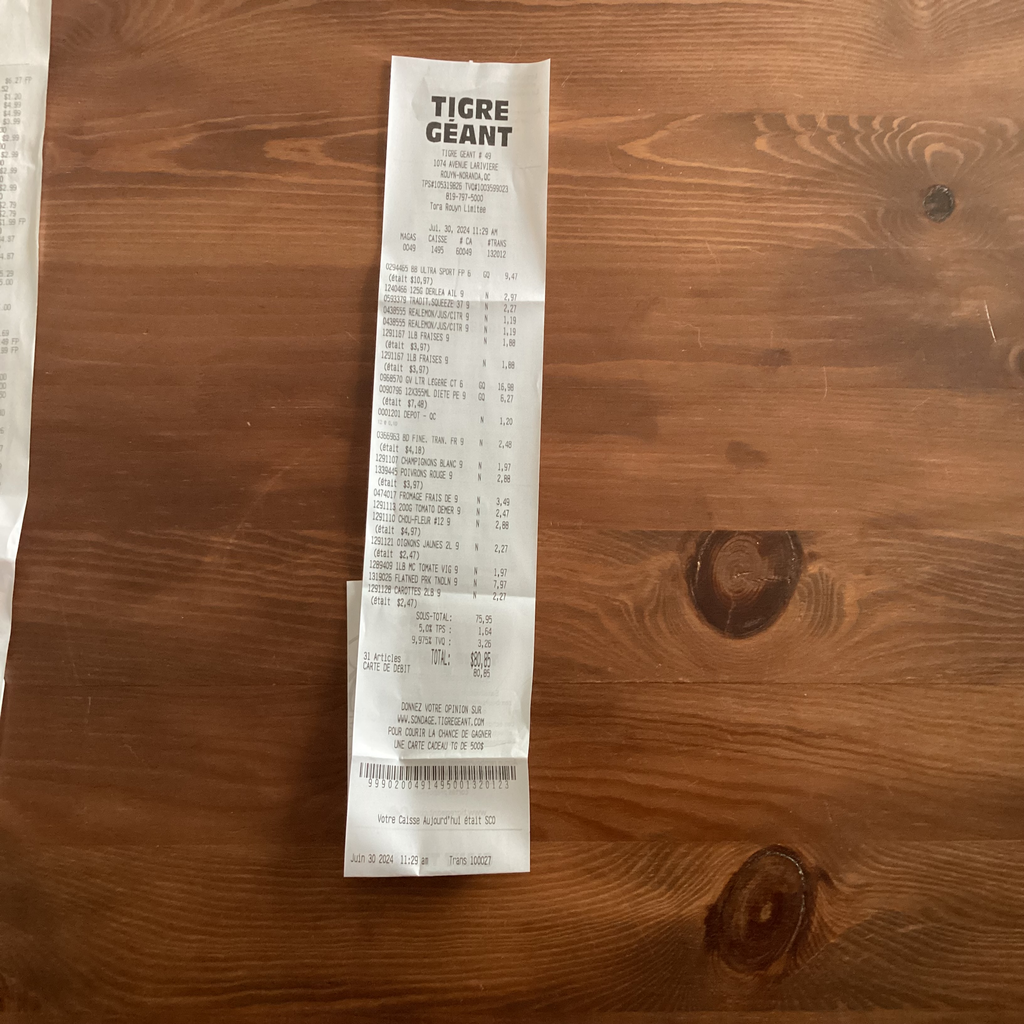 TIGRE
GÉANT
TIGRE GEANT # 49
1074 AVENUE LARIVIERE
ROUYN-NORANDA,QC
TPS#105319826 TVQ#1003599023
819-797-5000
Tora Rouyn Limitee
Jui. 30, 2024 11:29 AM
MAGAS CAISSE # CA #TRANS
0049 1495 60049 132012
0294465 BB ULTRA SPORT FP 6 GQ 9,47
(était $10,97)
1240466 125G DERLEA AIL 9 N 2,97
0593379 TRADIT.SQUEEZE 37 9 N 2,27
0438555 REALEMON/JUS/CITR 9 N 1,19
0438555 REALEMON/JUS/CITR 9 N 1,19
1291167 1LB FRAISES 9 N 1,88
(était $3,97)
1291167 1LB FRAISES 9 N 1,88
(était $3,97)
0968570 GV LTR LEGERE CT 6 GQ 16,98
0090796 12X355ML DIETE PE 9 GQ 6,27
(était $7,48)
0001201 DEPOT - QC N 1,20
0366963 BD FINE. TRAN. FR 9 N 2,48
(était $4,18)
1291107 CHAMPIGNONS BLANC 9 N 1,97
1339445 POIVRONS ROUGE 9 N 2,88
(était $3,97)
0474017 FROMAGE FRAIS DE 9 N 3,49
1291113 200G TOMATO DEMER 9 N 2,47
1291110 CHOU-FLEUR #12 9 N 2,88
(était $4,97)
1291121 OIGNONS JAUNES 2L 9 N 2,27
(était $2,47)
1289409 1LB MC TOMATE VIG 9 N 1,97
1319026 FLATNED PRK TNDLN 9 N 7,97
1291128 CAROTTES 2LB 9 N 2,27
(était $2,47)
SOUS-TOTAL: 75,95
5,0% TPS : 1,64
9,975% TVQ : 3,26
31 Articles TOTAL: $80,85
CARTE DE DEBIT 80,85
DONNEZ VOTRE OPINION SUR
WWW.SONDAGE.TIGREGEANT.COM
POUR COURIR LA CHANCE DE GAGNER
UNE CARTE CADEAU TG DE 500$
99902004914950013201​23
Votre Caisse Aujourd'hui était SCO
Juin 30 2024 11:29 am Trans 100027